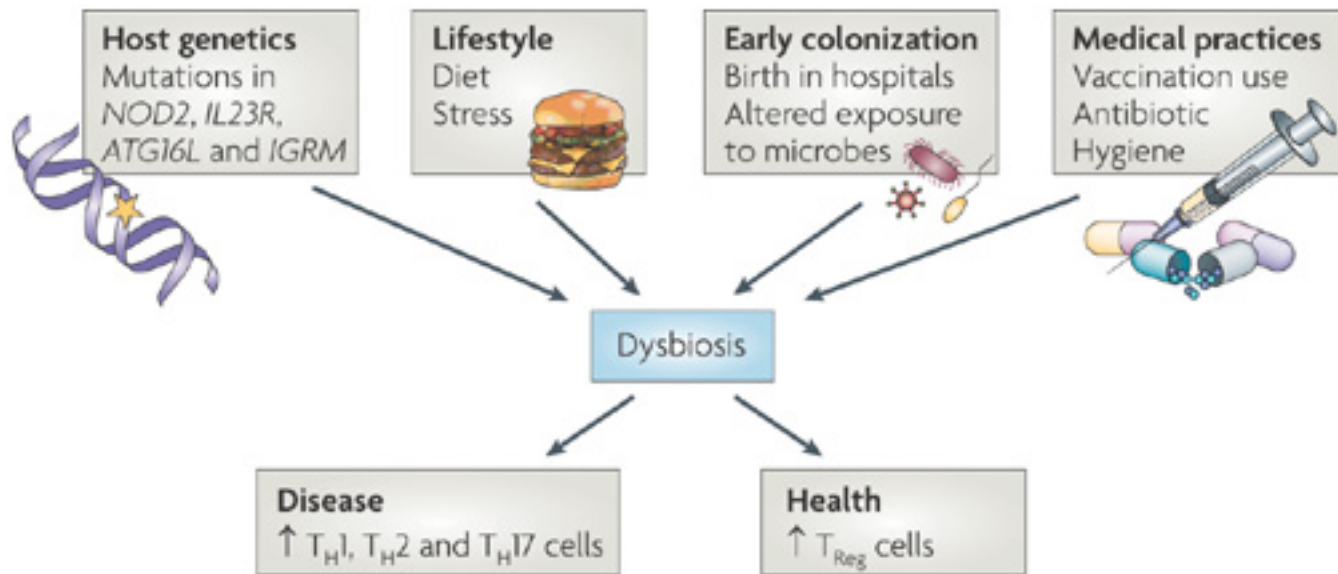 Host genetics
Mutations in
NOD2, IL23R,
ATG16L and IGRM
Lifestyle
Diet
Stress
Early colonization
Birth in hospitals
Altered exposure
to microbes
Medical practices
Vaccination use
Antibiotic
Hygiene
Dysbiosis
Disease
↑ TH1, TH2 and TH17 cells
Health
↑ TReg cells